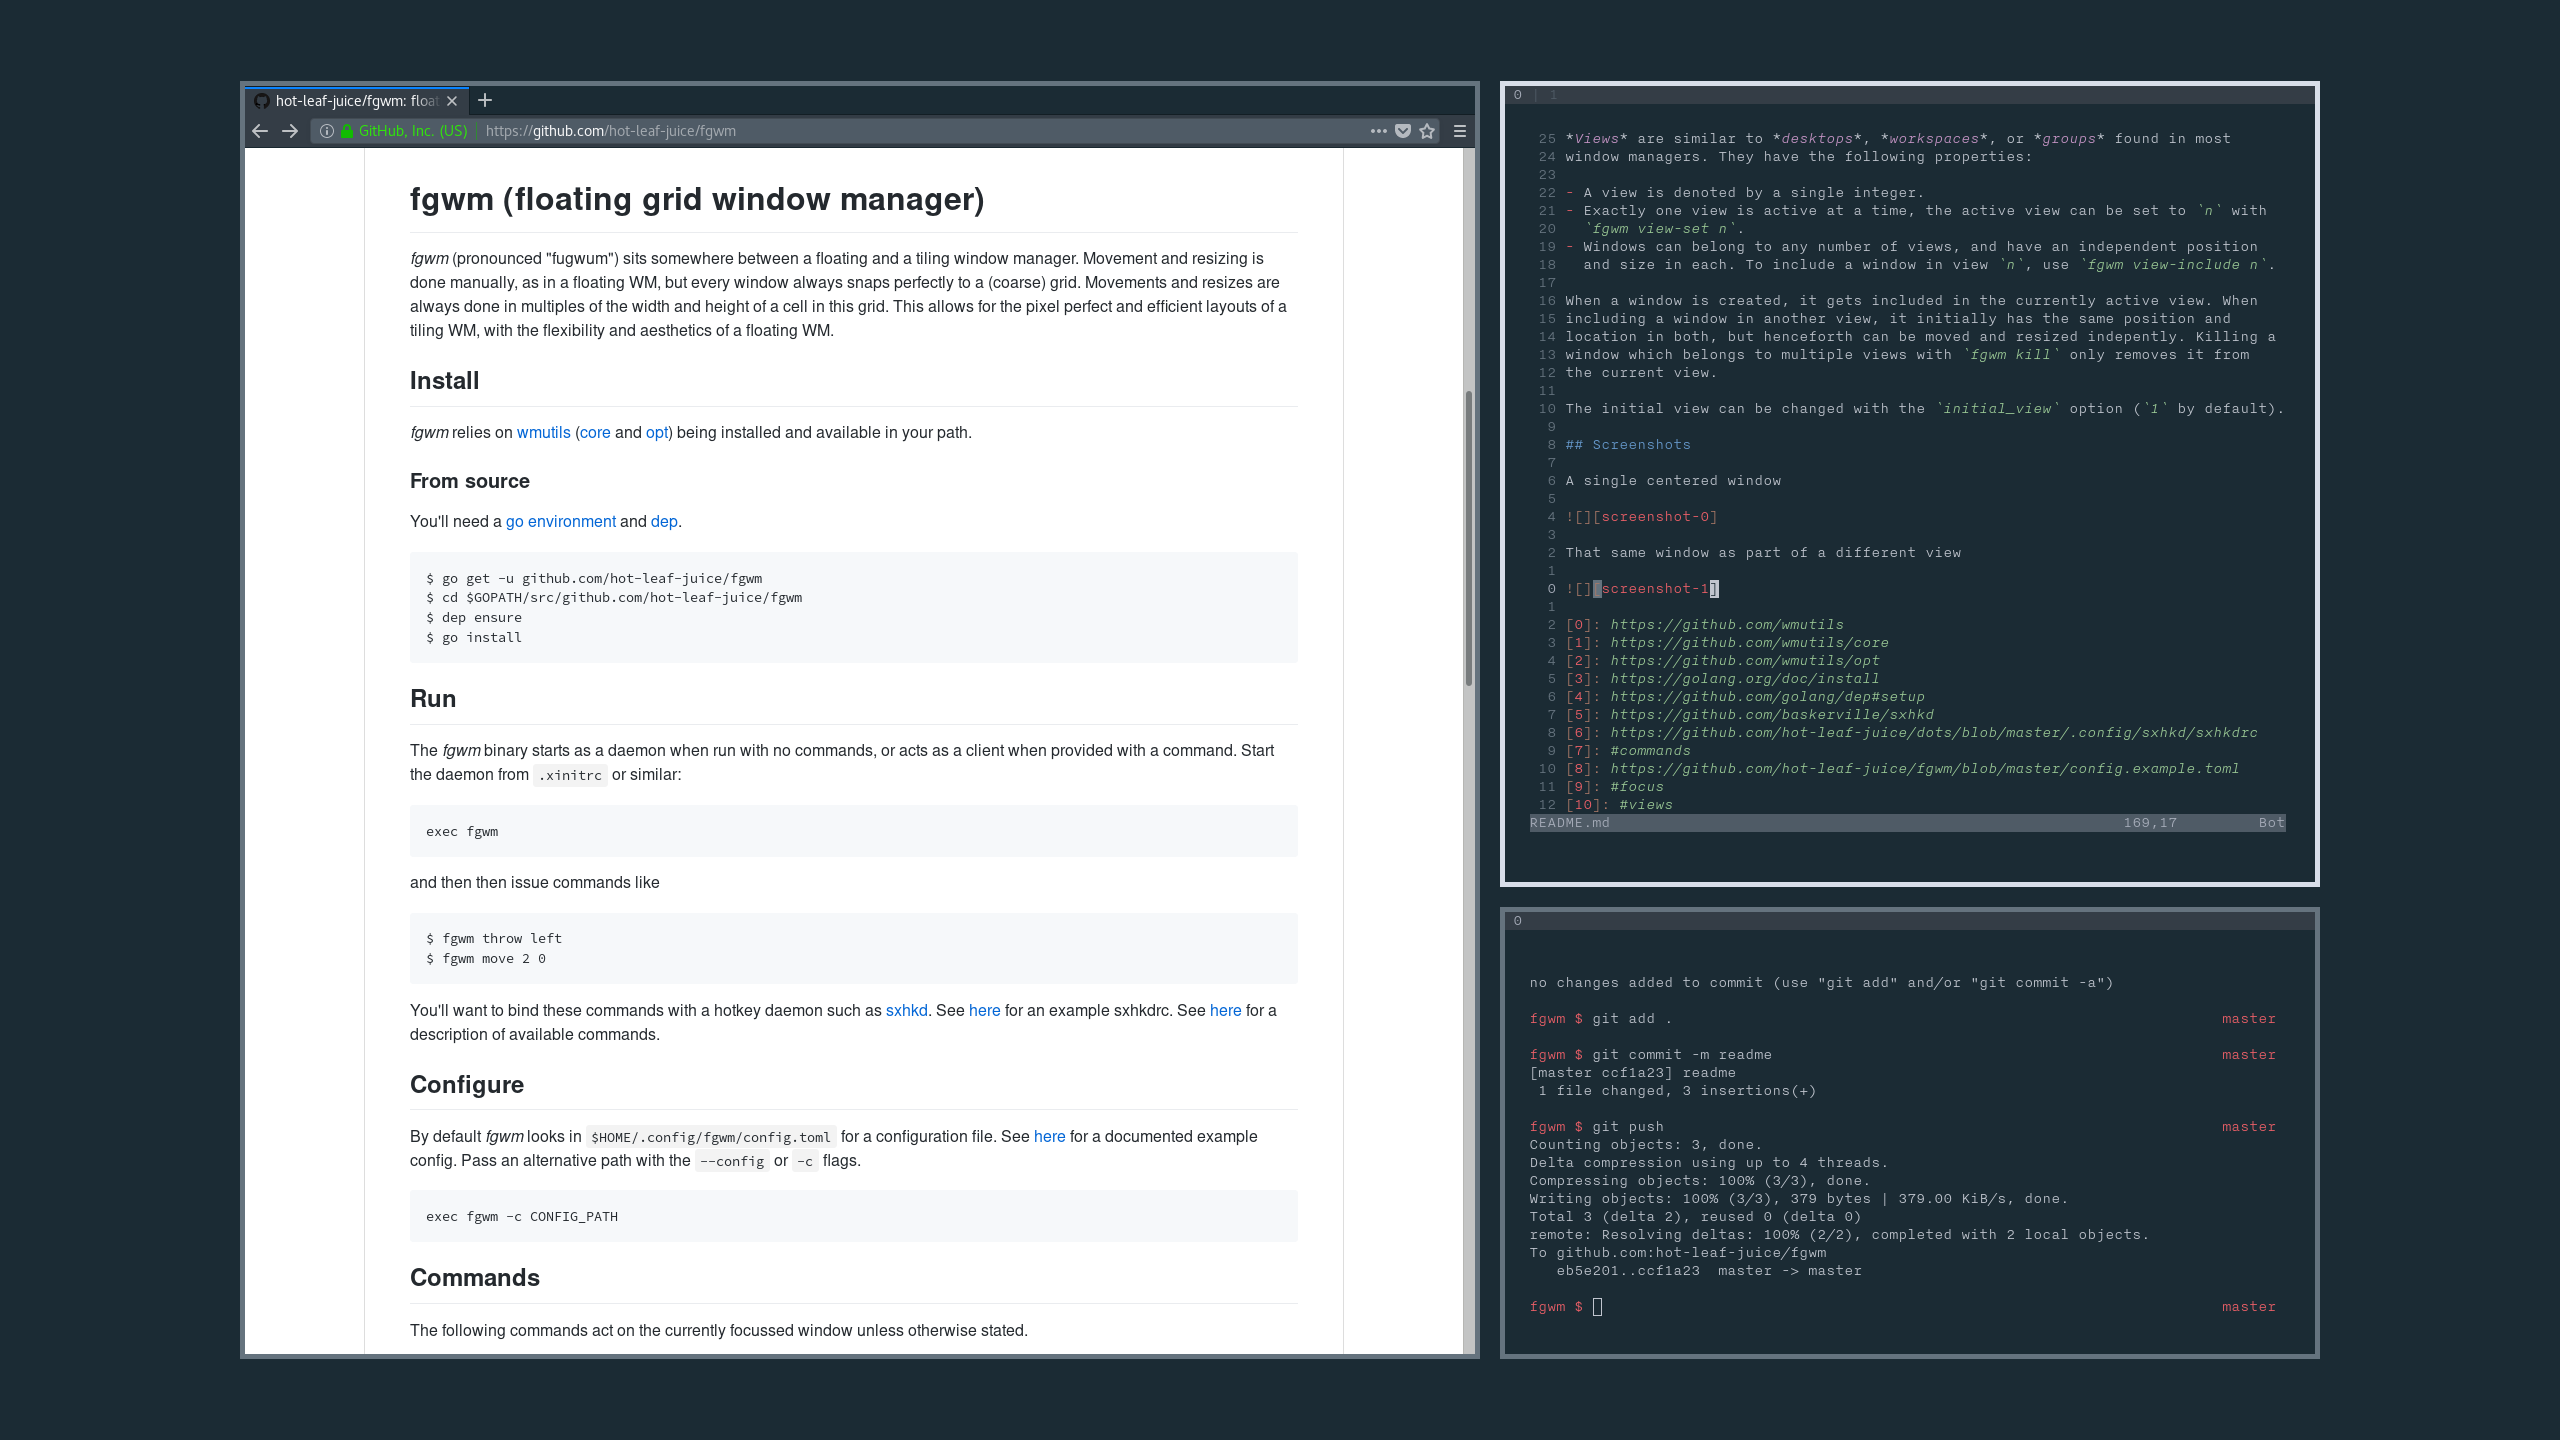 hot-leaf-juice/fgwm: floa
GitHub, Inc. (US) https://github.com/hot-leaf-juice/fgwm
fgwm (floating grid window manager)
fgwm (pronounced "fugwum") sits somewhere between a floating and a tiling window manager. Movement and resizing is
done manually, as in a floating WM, but every window always snaps perfectly to a (coarse) grid. Movements and resizes are
always done in multiples of the width and height of a cell in this grid. This allows for the pixel perfect and efficient layouts of a
tiling WM, with the flexibility and aesthetics of a floating WM.
Install
fgwm relies on wmutils (core and opt) being installed and available in your path.
From source
You'll need a go environment and dep.
$ go get -u github.com/hot-leaf-juice/fgwm
$ cd $GOPATH/src/github.com/hot-leaf-juice/fgwm
$ dep ensure
$ go install
Run
The fgwm binary starts as a daemon when run with no commands, or acts as a client when provided with a command. Start
the daemon from .xinitrc or similar:
exec fgwm
and then then issue commands like
$ fgwm throw left
$ fgwm move 2 0
You'll want to bind these commands with a hotkey daemon such as sxhkd. See here for an example sxhkdrc. See here for a
description of available commands.
Configure
By default fgwm looks in $HOME/.config/fgwm/config.toml for a configuration file. See here for a documented example
config. Pass an alternative path with the --config or -c flags.
exec fgwm -c CONFIG_PATH
Commands
The following commands act on the currently focussed window unless otherwise stated.
0 | 1
25 *Views* are similar to *desktops*, *workspaces*, or *groups* found in most
24 window managers. They have the following properties:
23
22 - A view is denoted by a single integer.
21 - Exactly one view is active at a time, the active view can be set to `n` with
20 `fgwm view-set n`.
19 - Windows can belong to any number of views, and have an independent position
18 and size in each. To include a window in view `n`, use `fgwm view-include n`.
17
16 When a window is created, it gets included in the currently active view. When
15 including a window in another view, it initially has the same position and
14 location in both, but henceforth can be moved and resized indepently. Killing a
13 window which belongs to multiple views with `fgwm kill` only removes it from
12 the current view.
11
10 The initial view can be changed with the `initial_view` option (`1` by default).
9
8 ## Screenshots
7
6 A single centered window
5
4 ![][screenshot-0]
3
2 That same window as part of a different view
1
0 ![][screenshot-1]
1
2 [0]: https://github.com/wmutils
3 [1]: https://github.com/wmutils/core
4 [2]: https://github.com/wmutils/opt
5 [3]: https://golang.org/doc/install
6 [4]: https://github.com/golang/dep#setup
7 [5]: https://github.com/baskerville/sxhkd
8 [6]: https://github.com/hot-leaf-juice/dots/blob/master/.config/sxhkd/sxhkdrc
9 [7]: #commands
10 [8]: https://github.com/hot-leaf-juice/fgwm/blob/master/config.example.toml
11 [9]: #focus
12 [10]: #views
README.md 169,17 Bot
0
no changes added to commit (use "git add" and/or "git commit -a")
fgwm $ git add . master
fgwm $ git commit -m readme master
[master ccf1a23] readme
1 file changed, 3 insertions(+)
fgwm $ git push master
Counting objects: 3, done.
Delta compression using up to 4 threads.
Compressing objects: 100% (3/3), done.
Writing objects: 100% (3/3), 379 bytes | 379.00 KiB/s, done.
Total 3 (delta 2), reused 0 (delta 0)
remote: Resolving deltas: 100% (2/2), completed with 2 local objects.
To github.com:hot-leaf-juice/fgwm
eb5e201..ccf1a23 master -> master
fgwm $ master